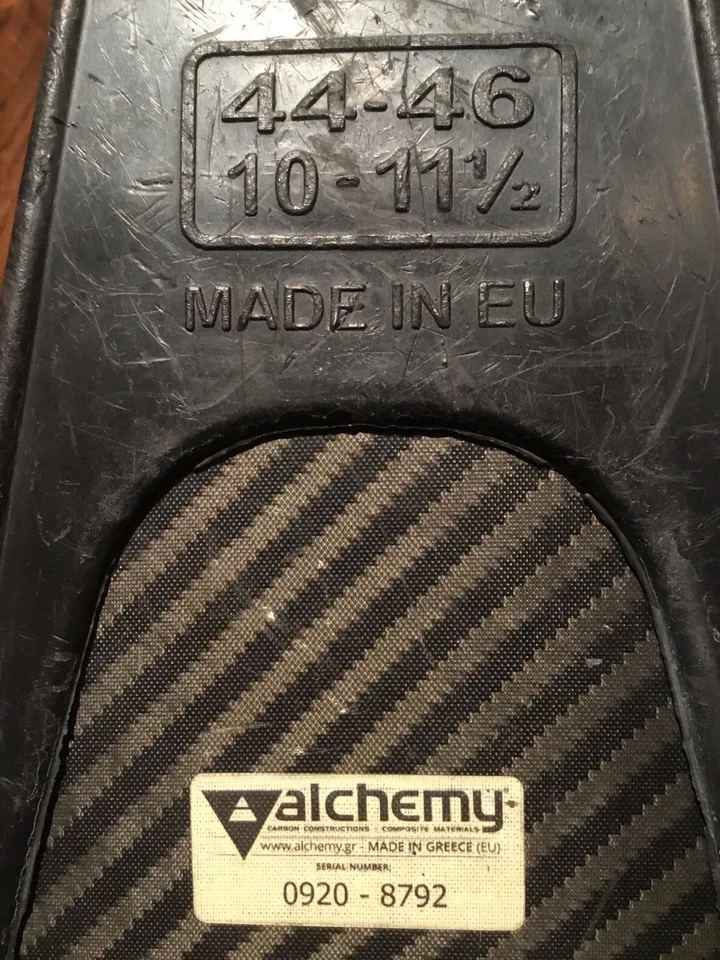 44-46
10-11½
MADE IN EU
alchemy
CARBON CONSTRUCTIONS - COMPOSITE MATERIALS
www.alchemy.gr - MADE IN GREECE (EU)
SERIAL NUMBER:
0920 - 8792